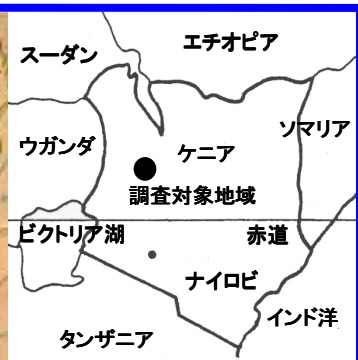 スーダン
エチオピア
ウガンダ
ソマリア
ケニア
調査対象地域
ビクトリア湖
赤道
ナイロビ
インド洋
タンザニア